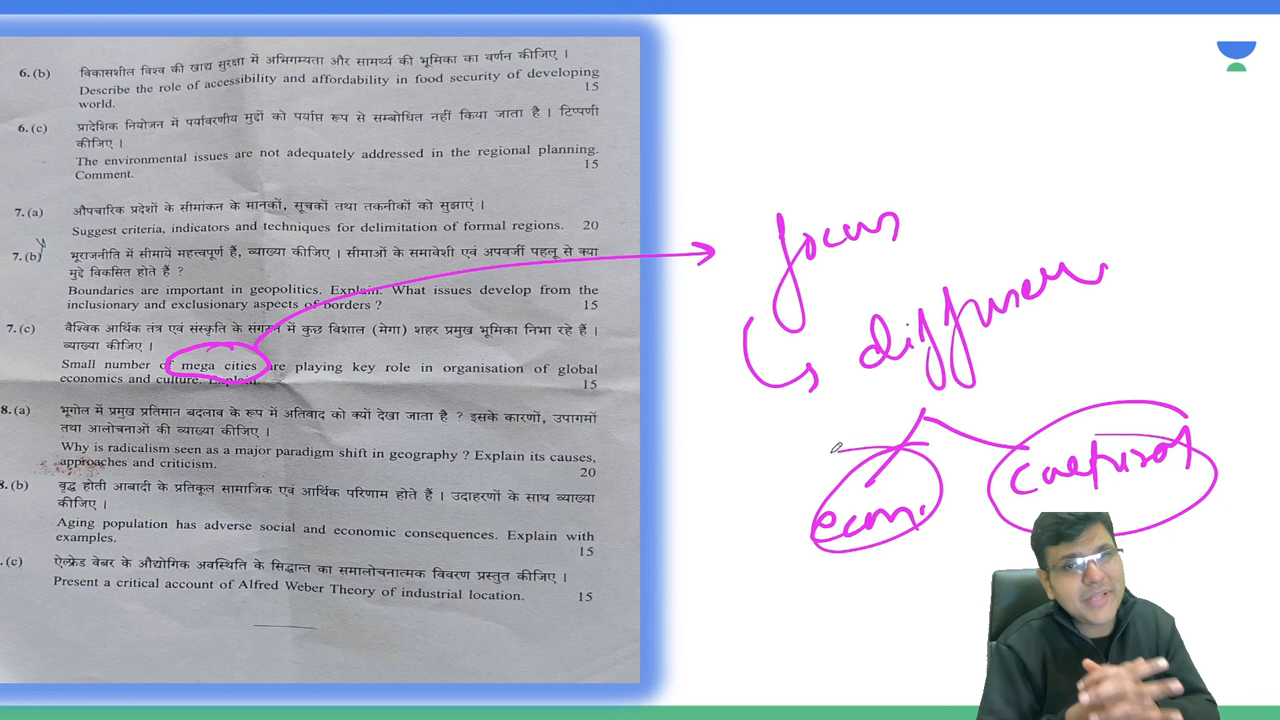 6.(b) विकासशील विश्व की खाद्य सुरक्षा में अभिगम्यता और सामर्थ्य की भूमिका का वर्णन कीजिए ।
Describe the role of accessibility and affordability in food security of developing
world. 15
6.(c) प्रादेशिक नियोजन में पर्यावरणीय मुद्दों को पर्याप्त रूप से सम्बोधित नहीं किया जाता है । टिप्पणी
कीजिए ।
The environmental issues are not adequately addressed in the regional planning.
Comment. 15
7.(a) औपचारिक प्रदेशों के सीमांकन के मानकों, सूचकों तथा तकनीकों को सुझाएं ।
Suggest criteria, indicators and techniques for delimitation of formal regions. 20
7.(b) भूराजनीति में सीमायें महत्त्वपूर्ण हैं, व्याख्या कीजिए । सीमाओं के समावेशी एवं अपवर्जी पहलू से क्या
मुद्दे विकसित होते हैं ?
Boundaries are important in geopolitics. Explain. What issues develop from the
inclusionary and exclusionary aspects of borders ? 15
7.(c) वैश्विक आर्थिक तंत्र एवं संस्कृति के संगठन में कुछ विशाल (मेगा) शहर प्रमुख भूमिका निभा रहे हैं ।
व्याख्या कीजिए ।
Small number of mega cities are playing key role in organisation of global
economics and culture. Explain. 15
8.(a) भूगोल में प्रमुख प्रतिमान बदलाव के रूप में अतिवाद को क्यों देखा जाता है ? इसके कारणों, उपागमों
तथा आलोचनाओं की व्याख्या कीजिए ।
Why is radicalism seen as a major paradigm shift in geography ? Explain its causes,
approaches and criticism. 20
8.(b) वृद्ध होती आबादी के प्रतिकूल सामाजिक एवं आर्थिक परिणाम होते हैं । उदाहरणों के साथ व्याख्या
कीजिए ।
Aging population has adverse social and economic consequences. Explain with
examples. 15
.(c) ऐल्फ्रेड वेबर के औद्योगिक अवस्थिति के सिद्धान्त का समालोचनात्मक विवरण प्रस्तुत कीजिए ।
Present a critical account of Alfred Weber Theory of industrial location. 15
focus
econ.